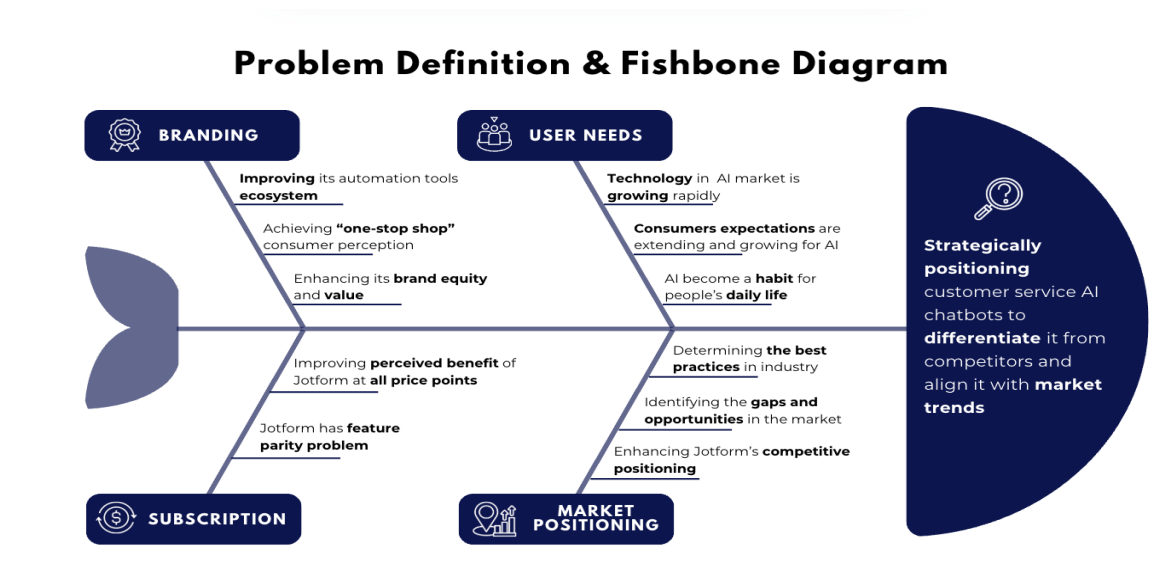 Problem Definition & Fishbone Diagram
BRANDING
Improving its automation tools
ecosystem
Achieving “one-stop shop”
consumer perception
Enhancing its brand equity
and value
USER NEEDS
Technology in AI market is
growing rapidly
Consumers expectations are
extending and growing for AI
AI become a habit for
people’s daily life
SUBSCRIPTION
Improving perceived benefit of
Jotform at all price points
Jotform has feature
parity problem
MARKET
POSITIONING
Determining the best
practices in industry
Identifying the gaps and
opportunities in the market
Enhancing Jotform’s competitive
positioning
?
$
Strategically
positioning
customer service AI
chatbots to
differentiate it from
competitors and
align it with market
trends